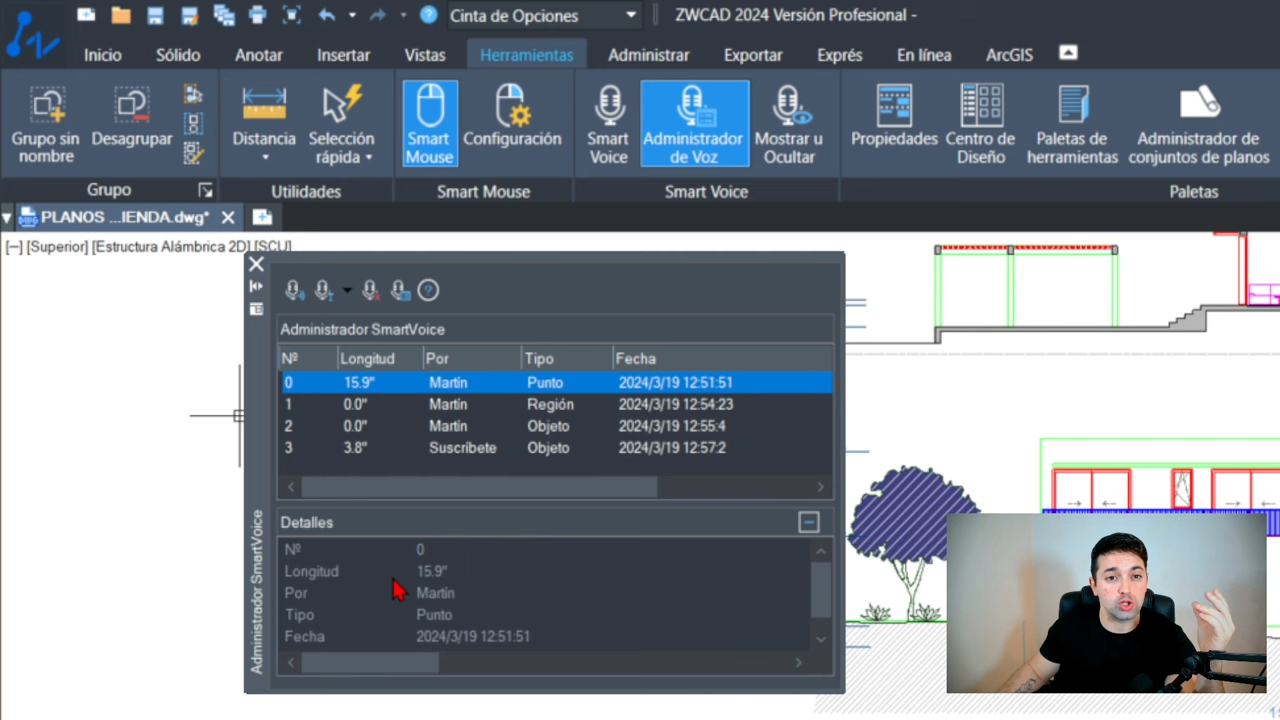 Cinta de Opciones
ZWCAD 2024 Versión Profesional -
Inicio Sólido Anotar Insertar Vistas Herramientas Administrar Exportar Exprés En línea ArcGIS
Grupo sin nombre
Desagrupar
Distancia
Selección rápida
Smart Mouse
Configuración
Smart Voice
Administrador de Voz
Mostrar u Ocultar
Propiedades
Centro de Diseño
Paletas de herramientas
Administrador de conjuntos de planos
Grupo Utilidades Smart Mouse Smart Voice Paletas
PLANOS ...IENDA.dwg*
[—] [Superior] [Estructura Alámbrica 2D] [SCU]
Administrador SmartVoice
Nº Longitud Por Tipo Fecha
0 15.9" Martín Punto 2024/3/19 12:51:51
1 0.0" Martín Región 2024/3/19 12:54:23
2 0.0" Martín Objeto 2024/3/19 12:55:4
3 3.8" Suscríbete Objeto 2024/3/19 12:57:2
Detalles
Nº 0
Longitud 15.9"
Por Martín
Tipo Punto
Fecha 2024/3/19 12:51:51
Administrador SmartVoice